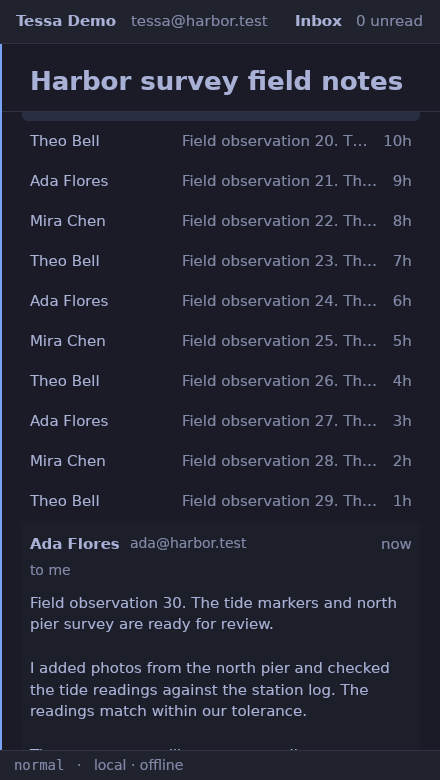 Tessa Demo tessa@harbor.test Inbox 0 unread
Harbor survey field notes
Theo Bell Field observation 20. T... 10h
Ada Flores Field observation 21. Th... 9h
Mira Chen Field observation 22. Th... 8h
Theo Bell Field observation 23. Th... 7h
Ada Flores Field observation 24. Th... 6h
Mira Chen Field observation 25. Th... 5h
Theo Bell Field observation 26. Th... 4h
Ada Flores Field observation 27. Th... 3h
Mira Chen Field observation 28. Th... 2h
Theo Bell Field observation 29. Th... 1h
Ada Flores ada@harbor.test now
to me
Field observation 30. The tide markers and north
pier survey are ready for review.
I added photos from the north pier and checked
the tide readings against the station log. The
readings match within our tolerance.
normal · local · offline